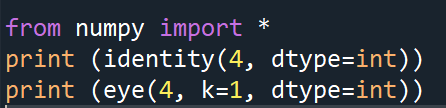 from numpy import *
print (identity(4, dtype=int))
print (eye(4, k=1, dtype=int))